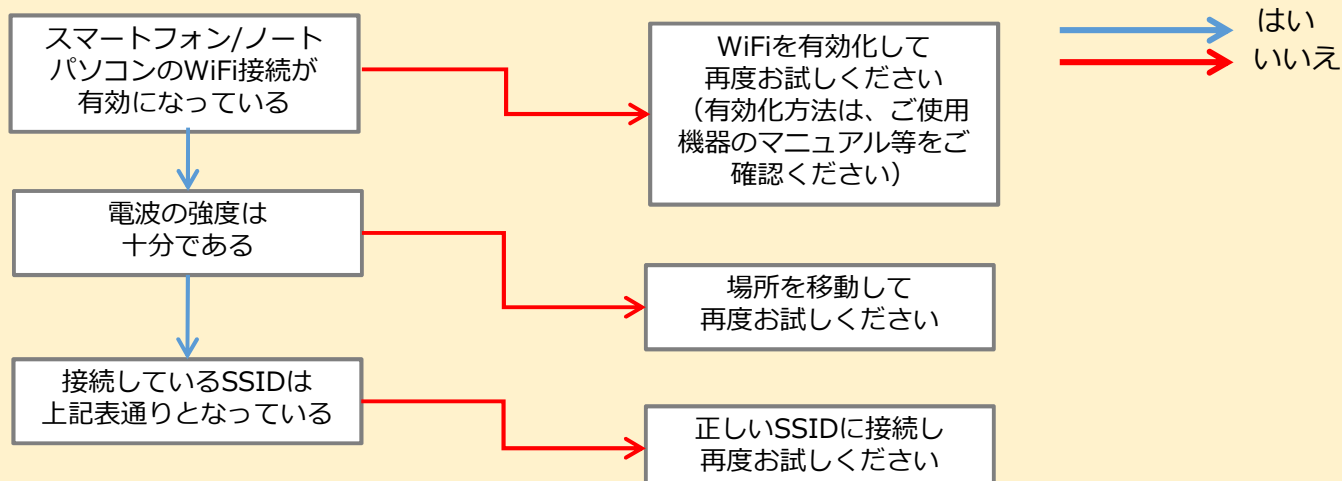 スマートフォン/ノート
パソコンのWiFi接続が
有効になっている
WiFiを有効化して
再度お試しください
（有効化方法は、ご使用
機器のマニュアル等をご
確認ください）
はい
いいえ
電波の強度は
十分である
場所を移動して
再度お試しください
接続しているSSIDは
上記表通りとなっている
正しいSSIDに接続し
再度お試しください